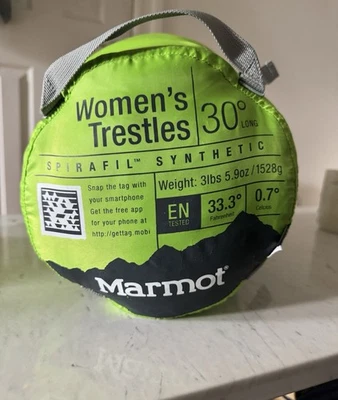 Women's
Trestles
30° LONG
SPIRAFIL™ SYNTHETIC
Snap the tag with
your smartphone
Get the free app
for your phone at
http://gettag.mobi
Weight: 3lbs 5.9oz / 1528g
EN
TESTED
33.3°
Fahrenheit
0.7°
Celsius
Marmot®